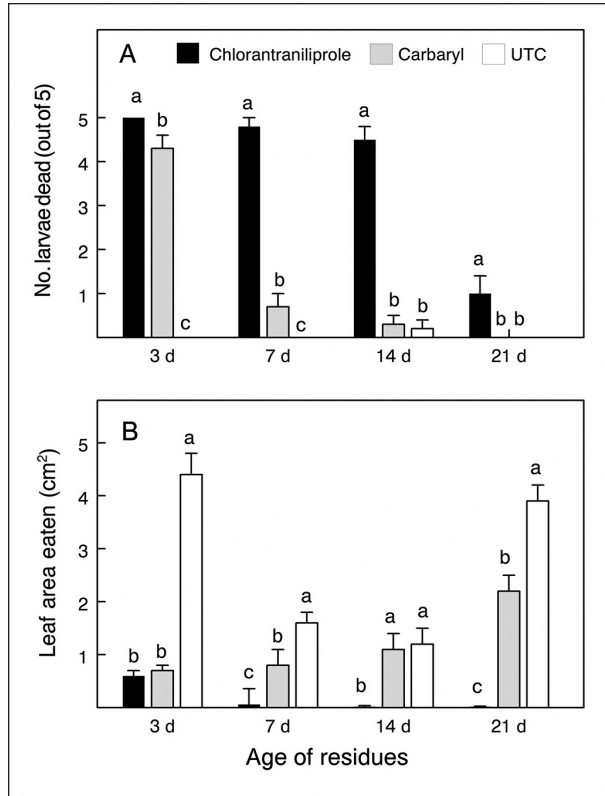 A Chlorantraniliprole Carbaryl UTC
No. larvae dead (out of 5)
5
4
3
2
1
a b c
a b c
a b b
a b b
3 d 7 d 14 d 21 d
B
Leaf area eaten (cm²)
5
4
3
2
1
b b a
c b a
b a a
c b a
3 d 7 d 14 d 21 d
Age of residues